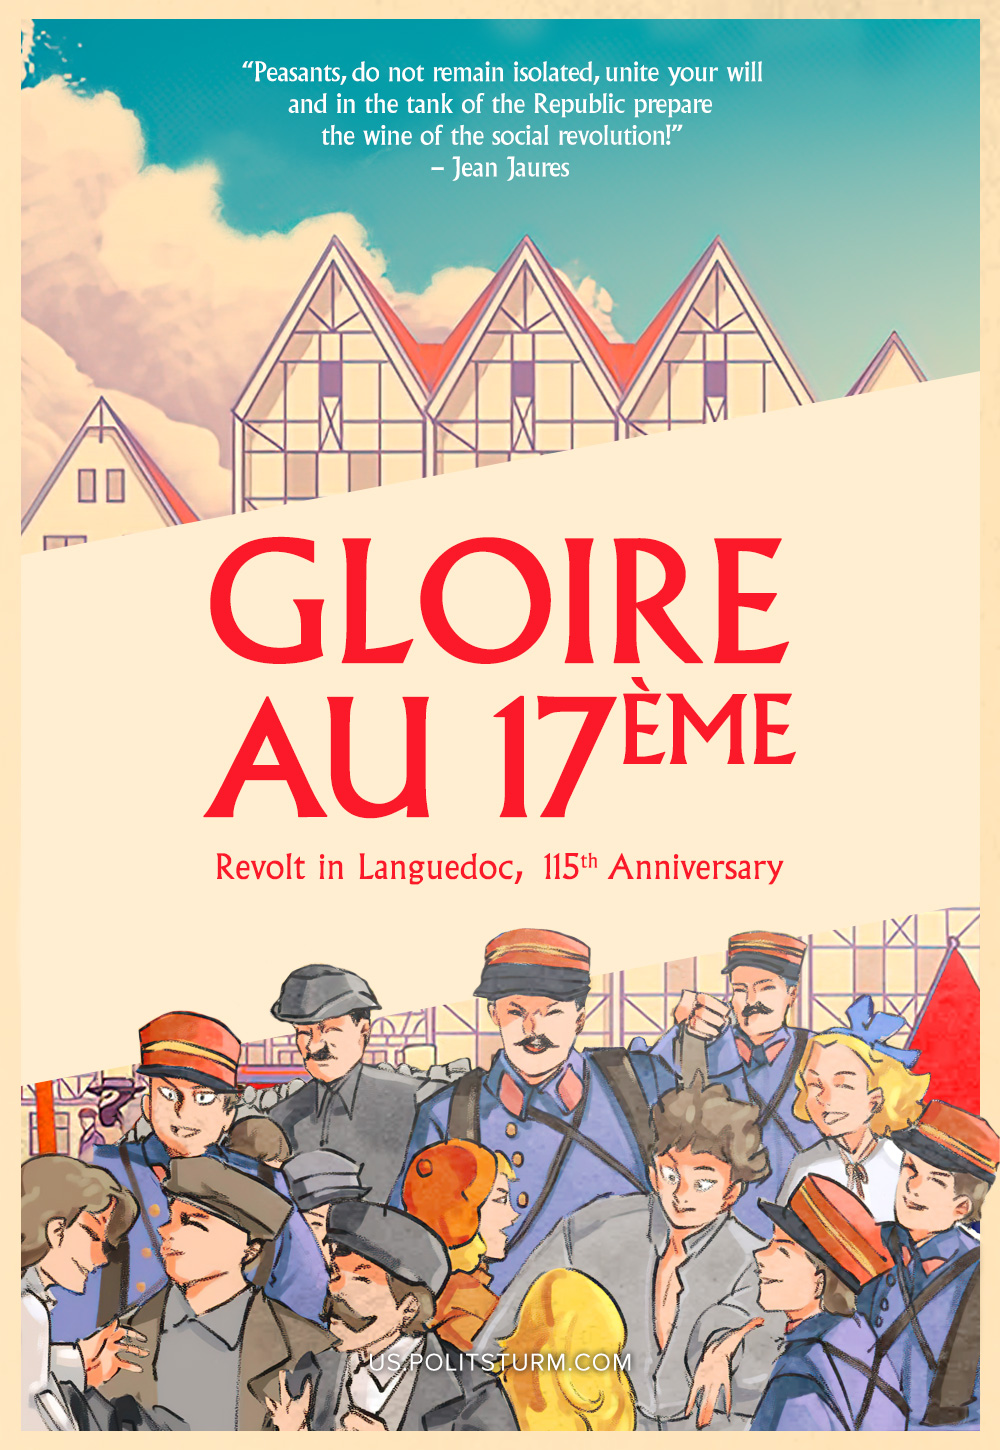 “Peasants, do not remain isolated, unite your will
and in the tank of the Republic prepare
the wine of the social revolution!”
– Jean Jaures
GLOIRE
AU 17ÈME
Revolt in Languedoc, 115th Anniversary
US.POLITSTURM.COM